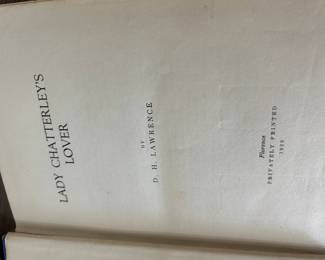 LADY CHATTERLEY'S
LOVER
BY
D. H. LAWRENCE
Florence
PRIVATELY PRINTED
1928